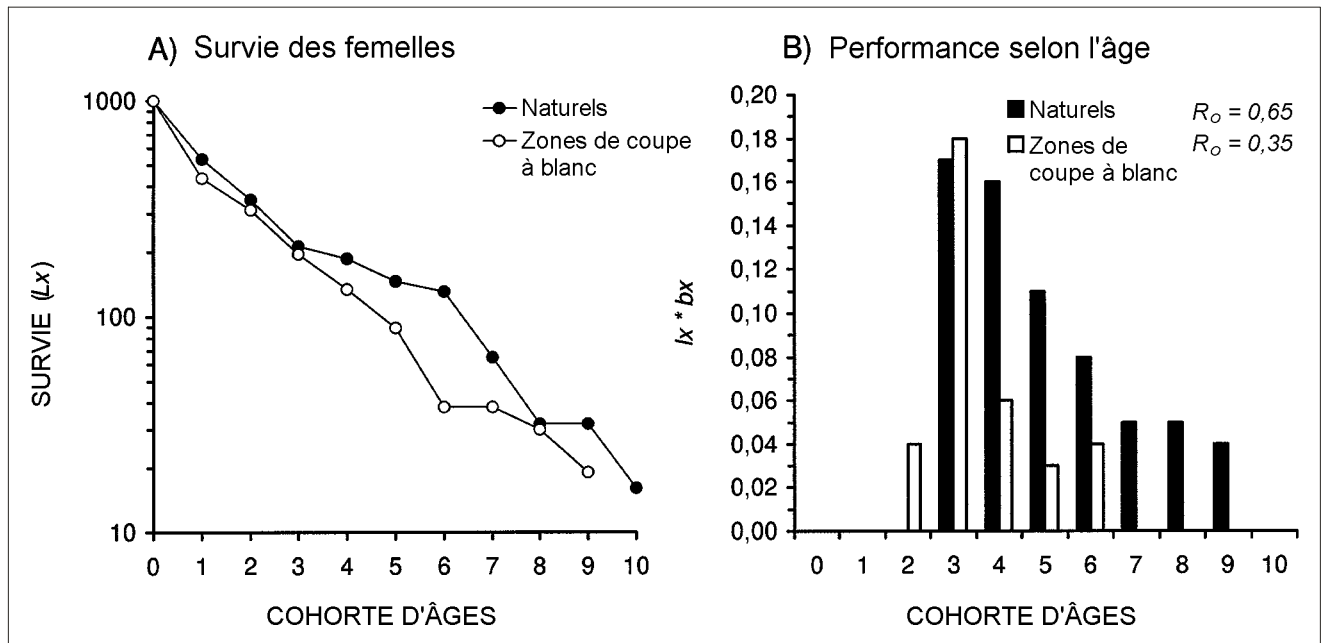 A) Survie des femelles
1000
100
10
SURVIE (Lx)
Naturels
Zones de coupe
à blanc
0 1 2 3 4 5 6 7 8 9 10
COHORTE D'ÂGES
B) Performance selon l'âge
0,20
0,18
0,16
0,14
0,12
0,10
0,08
0,06
0,04
0,02
0,00
lx * bx
Naturels R_O = 0,65
Zones de R_O = 0,35
coupe à blanc
0 1 2 3 4 5 6 7 8 9 10
COHORTE D'ÂGES